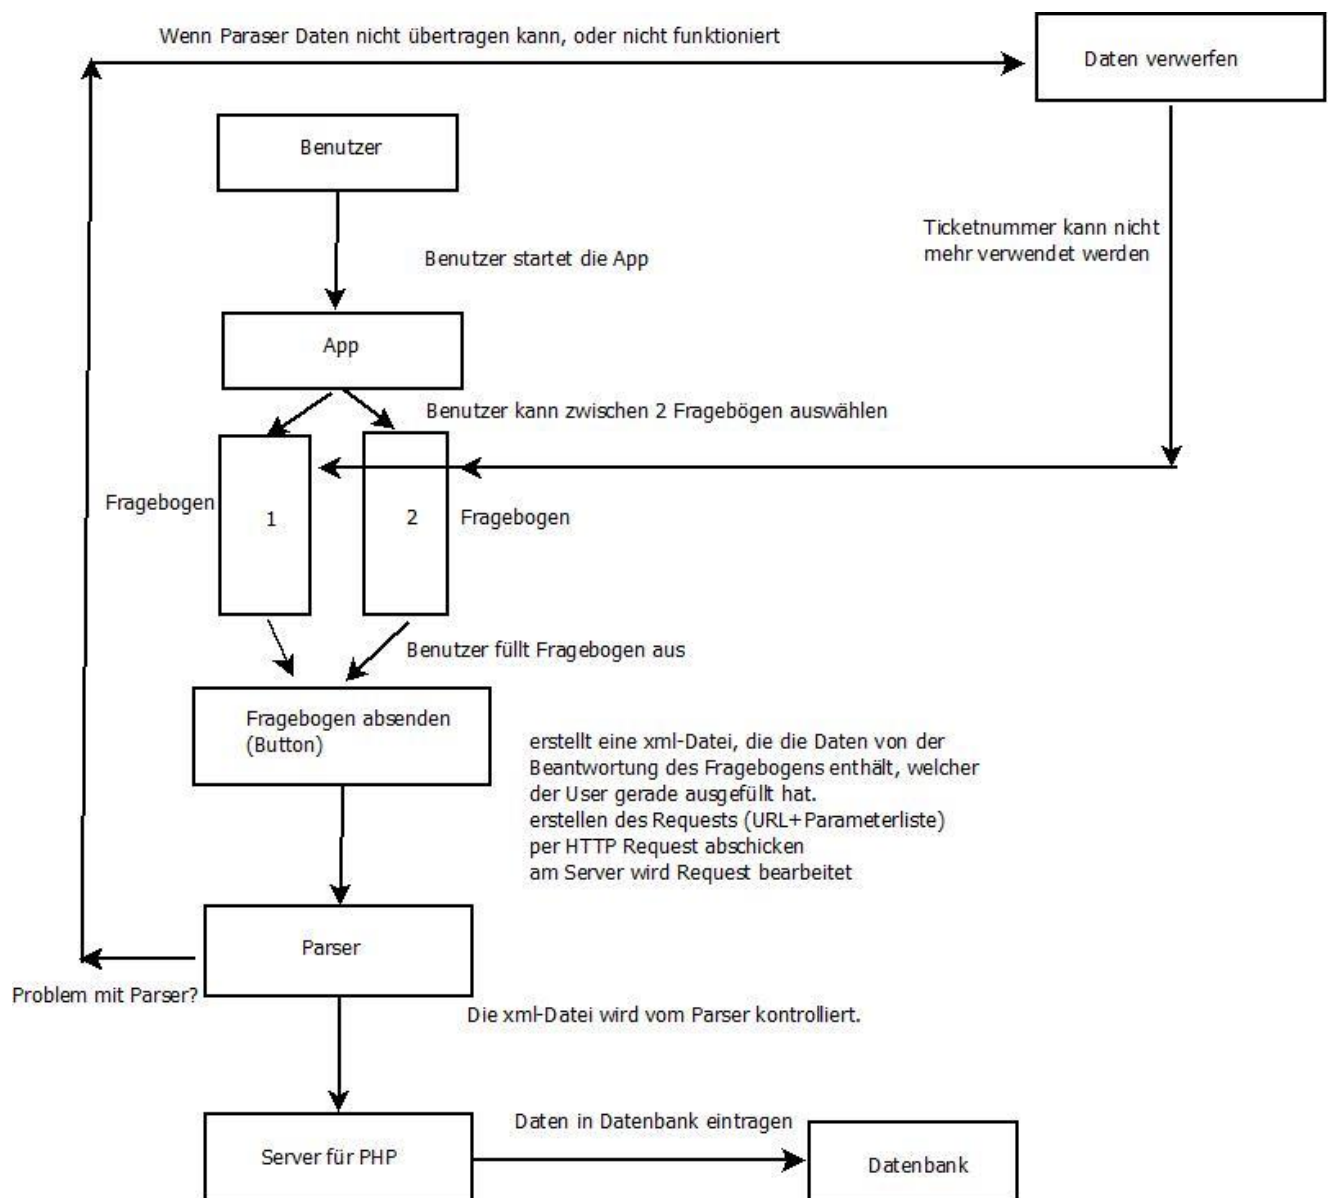 Wenn Paraser Daten nicht übertragen kann, oder nicht funktioniert
Daten verwerfen
Benutzer
Ticketnummer kann nicht
mehr verwendet werden
Benutzer startet die App
App
Benutzer kann zwischen 2 Fragebögen auswählen
Fragebogen
1
2
Fragebogen
Benutzer füllt Fragebogen aus
Fragebogen absenden
(Button)
erstellt eine xml-Datei, die die Daten von der
Beantwortung des Fragebogens enthält, welcher
der User gerade ausgefüllt hat.
erstellen des Requests (URL+Parameterliste)
per HTTP Request abschicken
am Server wird Request bearbeitet
Parser
Problem mit Parser?
Die xml-Datei wird vom Parser kontrolliert.
Daten in Datenbank eintragen
Server für PHP
Datenbank